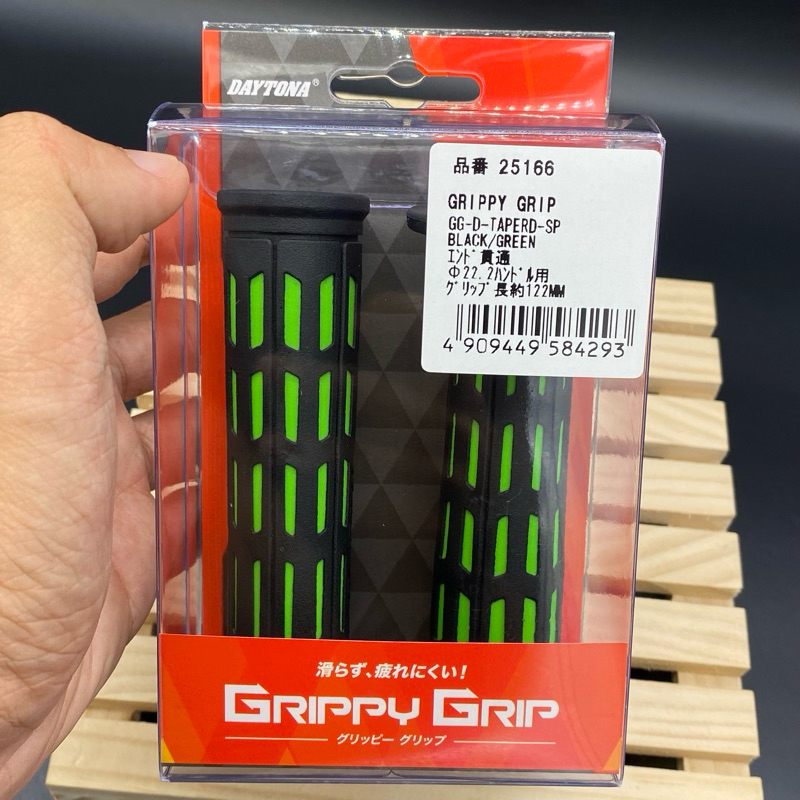 DAYTONA®
品番 25166
GRIPPY GRIP
GG-D-TAPERD-SP
BLACK/GREEN
ｴﾝﾄﾞ貫通
Φ22.2ﾊﾝﾄﾞﾙ用
ｸﾞﾘｯﾌﾟ長約122MM
4 909449 584293
滑らず、疲れにくい!
GRIPPY GRIP
グリッピー グリップ